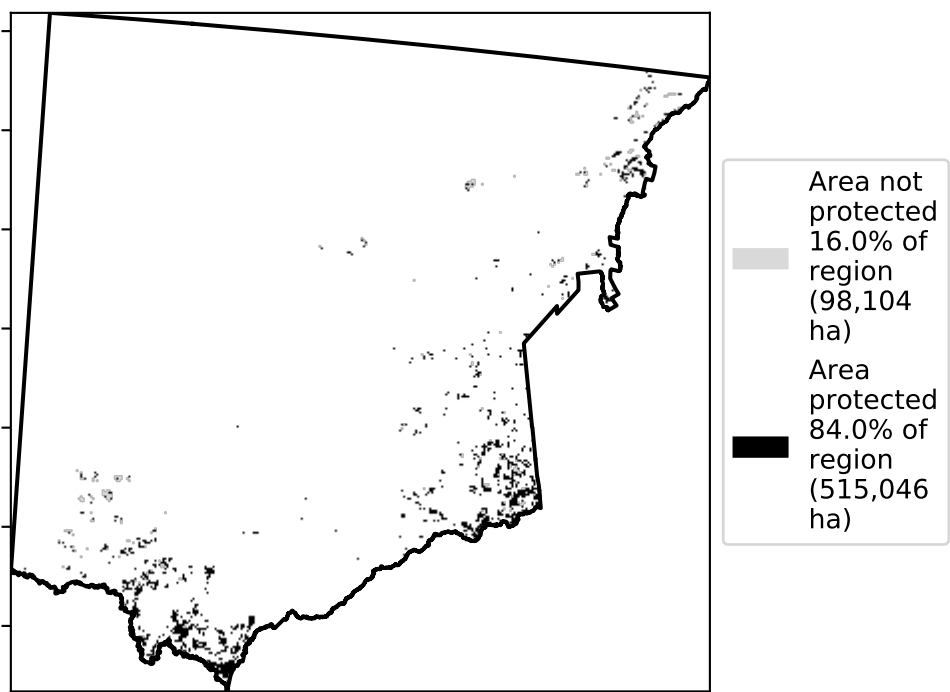 Area not
protected
16.0% of
region
(98,104
ha)
Area
protected
84.0% of
region
(515,046
ha)